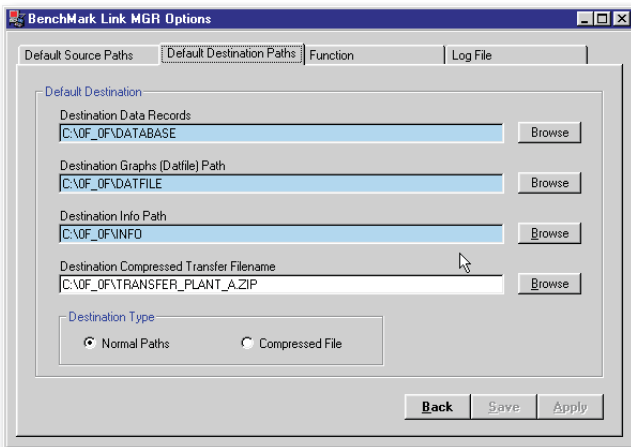 BenchMark Link MGR Options
Default Source Paths Default Destination Paths Function Log File
Default Destination
Destination Data Records
C:\0F_0F\DATABASE Browse
Destination Graphs (Datfile) Path
C:\0F_0F\DATFILE Browse
Destination Info Path
C:\0F_0F\INFO Browse
Destination Compressed Transfer Filename
C:\0F_0F\TRANSFER_PLANT_A.ZIP Browse
Destination Type
Normal Paths Compressed File
Back Save Apply